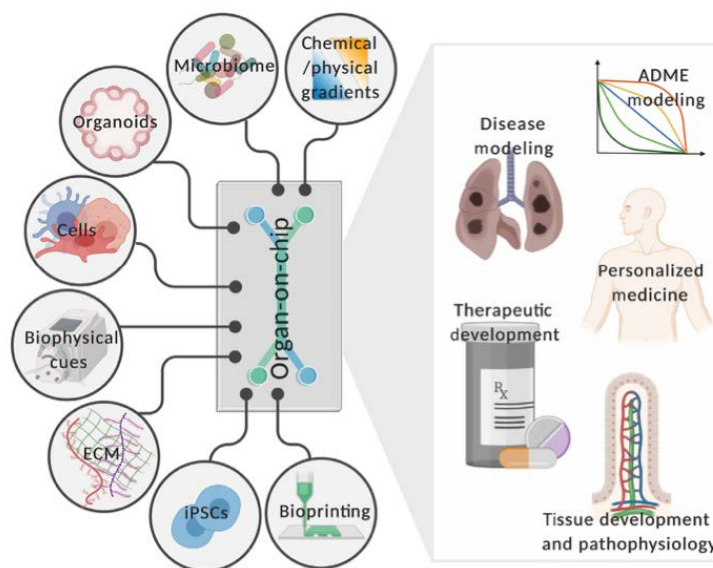 Microbiome
Chemical
/physical
gradients
Organoids
Cells
Biophysical
cues
ECM
iPSCs
Bioprinting
Organ-on-chip
ADME
modeling
Disease
modeling
Personalized
medicine
Therapeutic
development
Rx
Tissue development
and pathophysiology